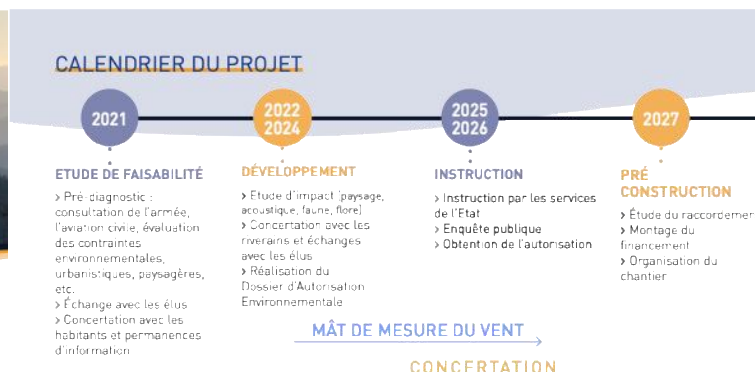 CALENDRIER DU PROJET
2021
ETUDE DE FAISABILITÉ
> Pré-diagnostic :
consultation de l'armée,
l'aviation civile, évaluation
des contraintes
environnementales,
urbanistiques, paysagères,
etc.
> Échange avec les élus
> Concertation avec les
habitants et permanences
d'information
2022
2024
DÉVELOPPEMENT
> Etude d'impact (paysage,
acoustique, faune, flore)
> Concertation avec les
riverains et échanges
avec les élus
> Réalisation du
Dossier d'Autorisation
Environnementale
2025
2026
INSTRUCTION
> Instruction par les services
de l'Etat
> Enquête publique
> Obtention de l'autorisation
2027
PRÉ
CONSTRUCTION
> Étude du raccordemen
> Montage du
financement
> Organisation du
chantier
MÂT DE MESURE DU VENT
CONCERTATION